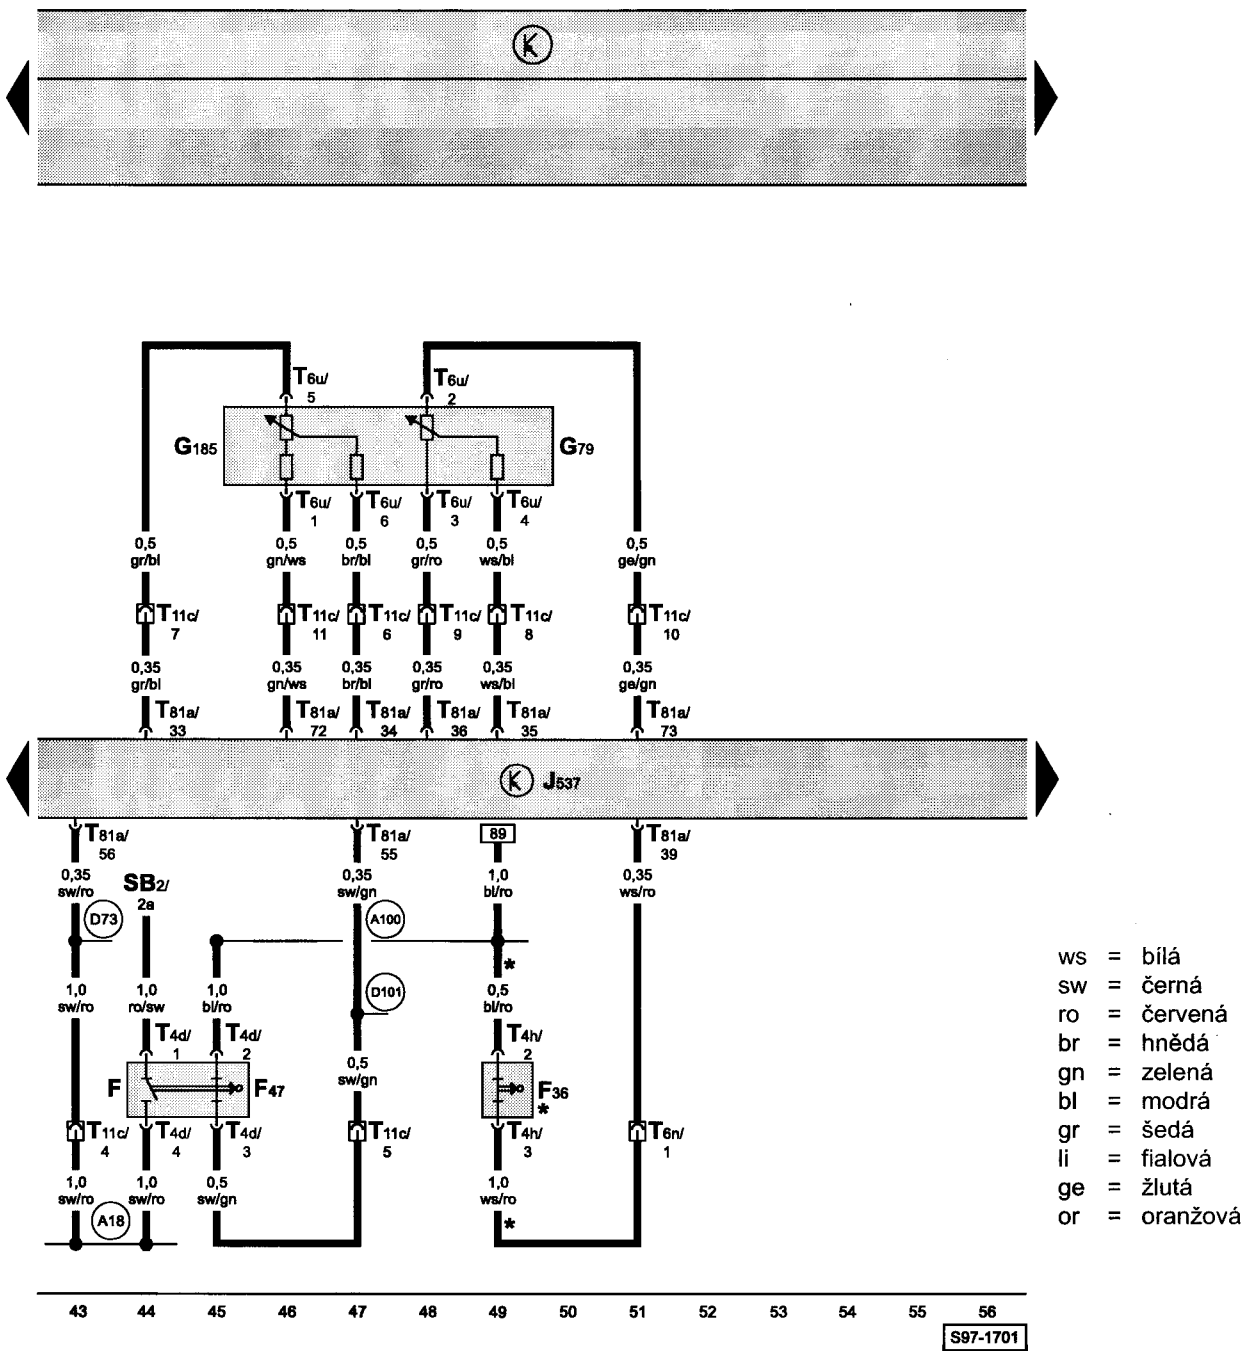 K
T6u/ T6u/
5 2
G185 G79
T6u/ T6u/ T6u/ T6u/
1 6 3 4
0,5 0,5 0,5 0,5 0,5 0,5
gr/bl gn/ws br/bl gr/ro ws/bl ge/gn
T11c/ T11c/ T11c/ T11c/ T11c/ T11c/
7 11 6 9 8 10
0,35 0,35 0,35 0,35 0,35 0,35
gr/bl gn/ws br/bl gr/ro ws/bl ge/gn
T81a/ T81a/ T81a/ T81a/ T81a/ T81a/
33 72 34 36 35 73
K J537
T81a/ T81a/ 89 T81a/
56 55 39
0,35 SB2/ 0,35 1,0 0,35
sw/ro 2a sw/gn bl/ro ws/ro
D73 A100
*
1,0 1,0 1,0 D101 0,5
sw/ro ro/sw bl/ro bl/ro
T4d/ T4d/ T4h/
1 2 2
0,5
sw/gn
F F47 F36
*
T11c/ T4d/ T4d/ T11c/ T4h/ T6n/
4 4 3 5 3 1
1,0 1,0 0,5 1,0
sw/ro sw/ro sw/gn ws/ro
A18 *
ws = bílá
sw = černá
ro = červená
br = hnědá
gn = zelená
bl = modrá
gr = šedá
li = fialová
ge = žlutá
or = oranžová
43 44 45 46 47 48 49 50 51 52 53 54 55 56
S97-1701